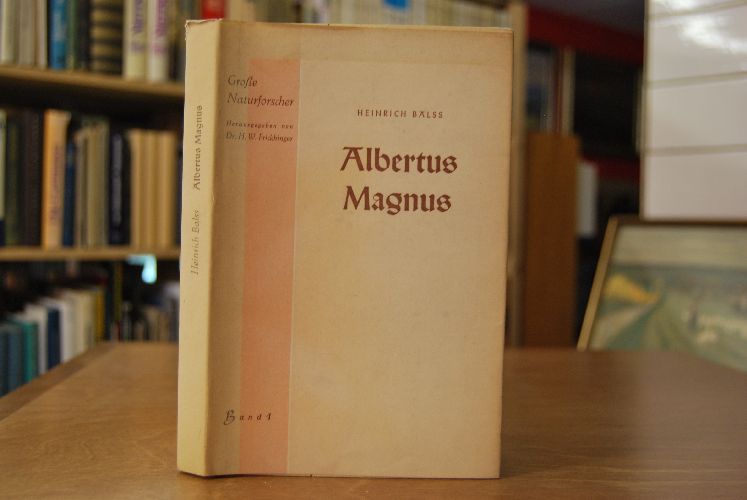 Große
Naturforscher
Herausgegeben von
Dr. H. W. Frickhinger
Band 1
HEINRICH BALSS
Albertus
Magnus
Heinrich Balss Albertus Magnus